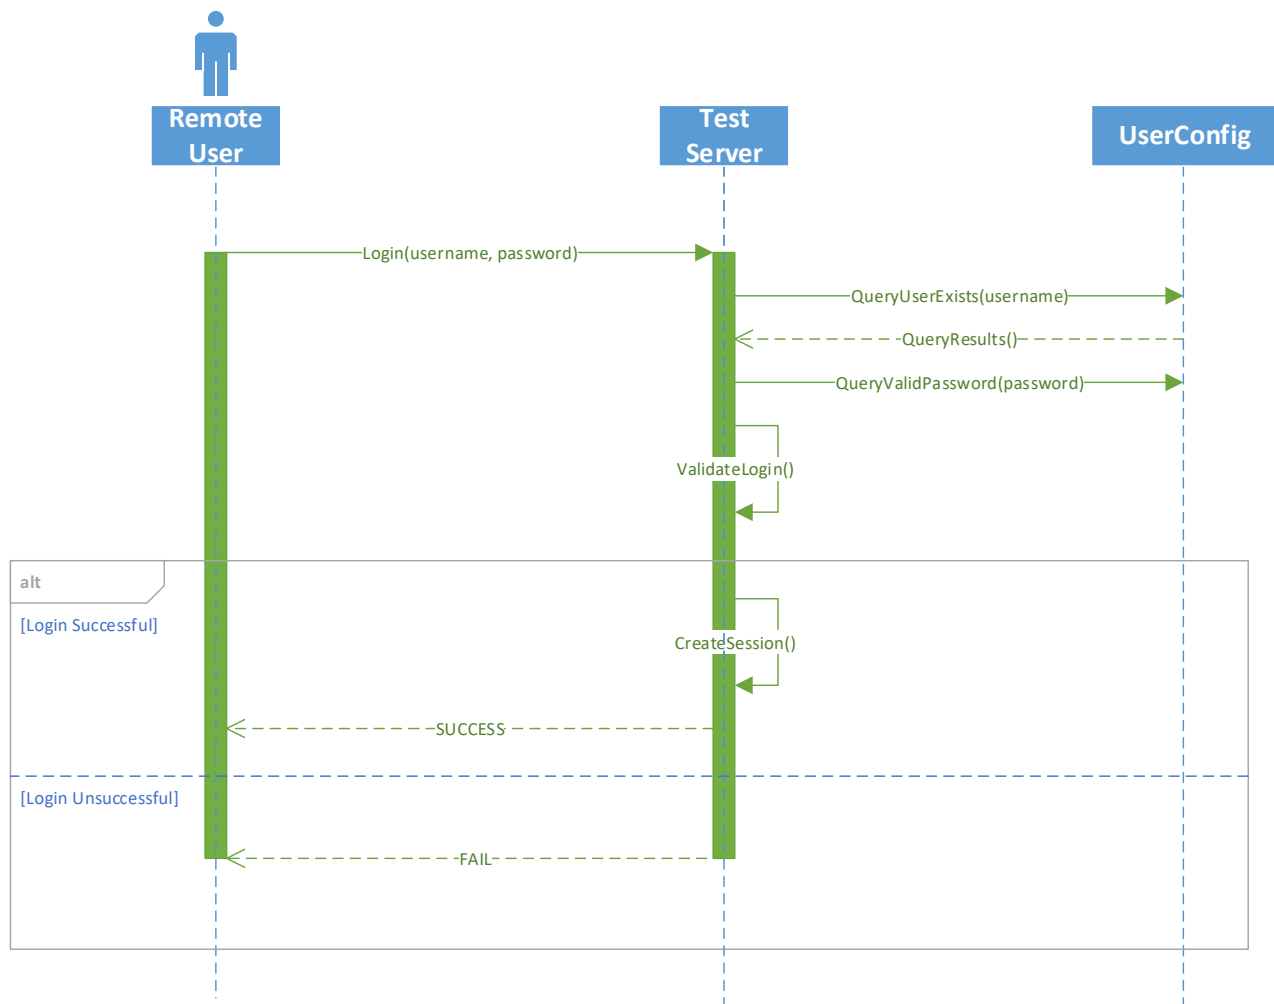 Remote
User
Test
Server
UserConfig
Login(username, password)
QueryUserExists(username)
QueryResults()
QueryValidPassword(password)
ValidateLogin()
alt
[Login Successful]
CreateSession()
SUCCESS
[Login Unsuccessful]
FAIL